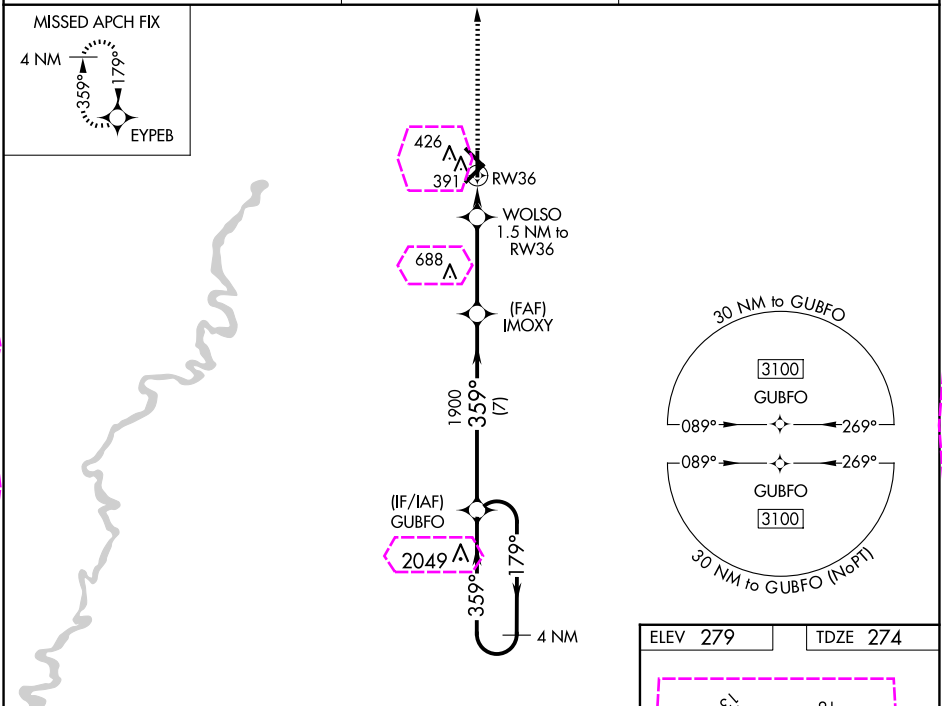 MISSED APCH FIX
4 NM
359°
179°
EYPEB
426
391
RW36
WOLSO
1.5 NM to
RW36
688
(FAF)
IMOXY
1900
359°
(7)
(IF/IAF)
GUBFO
2049
359°
179°
4 NM
30 NM to GUBFO
3100
GUBFO
089°
269°
089°
269°
GUBFO
3100
30 NM to GUBFO (NoPT)
ELEV 279
TDZE 274